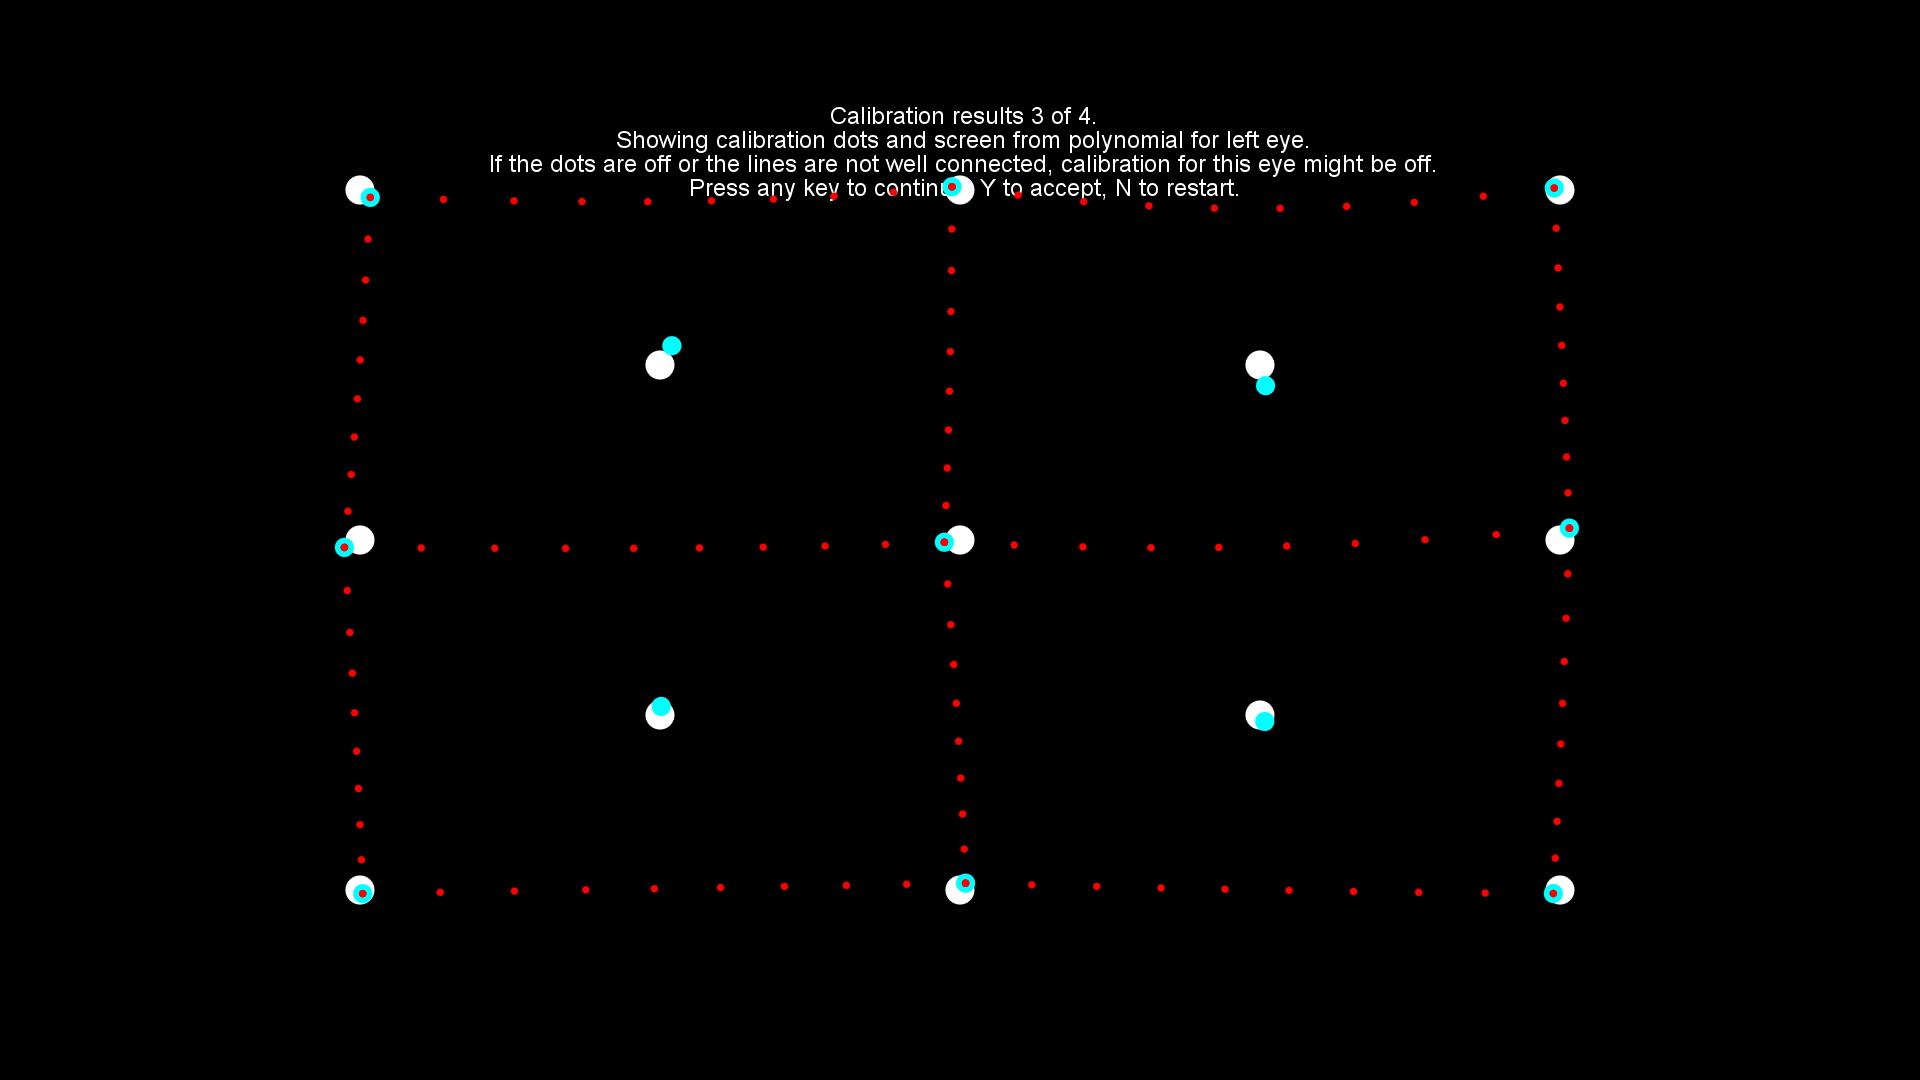 Calibration results 3 of 4.
Showing calibration dots and screen from polynomial for left eye.
If the dots are off or the lines are not well connected, calibration for this eye might be off.
Press any key to continue, Y to accept, N to restart.